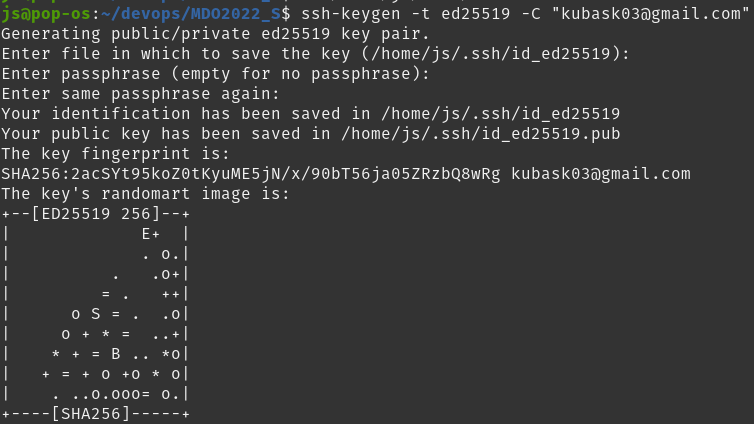 js@pop-os:~/devops/MDO2022_S$ ssh-keygen -t ed25519 -C "kubask03@gmail.com"
Generating public/private ed25519 key pair.
Enter file in which to save the key (/home/js/.ssh/id_ed25519):
Enter passphrase (empty for no passphrase):
Enter same passphrase again:
Your identification has been saved in /home/js/.ssh/id_ed25519
Your public key has been saved in /home/js/.ssh/id_ed25519.pub
The key fingerprint is:
SHA256:2acSYt95koZ0tKyuME5jN/x/90bT56ja05ZRzbQ8wRg kubask03@gmail.com
The key's randomart image is:
+--[ED25519 256]--+
|             E+  |
|             . o.|
|          .   .o+|
|         = .   ++|
|      o S = .  .o|
|     o + * =  ..+|
|    * + = B .. *o|
|   + = + o +o * o|
|    . ..o.ooo= o.|
+----[SHA256]-----+